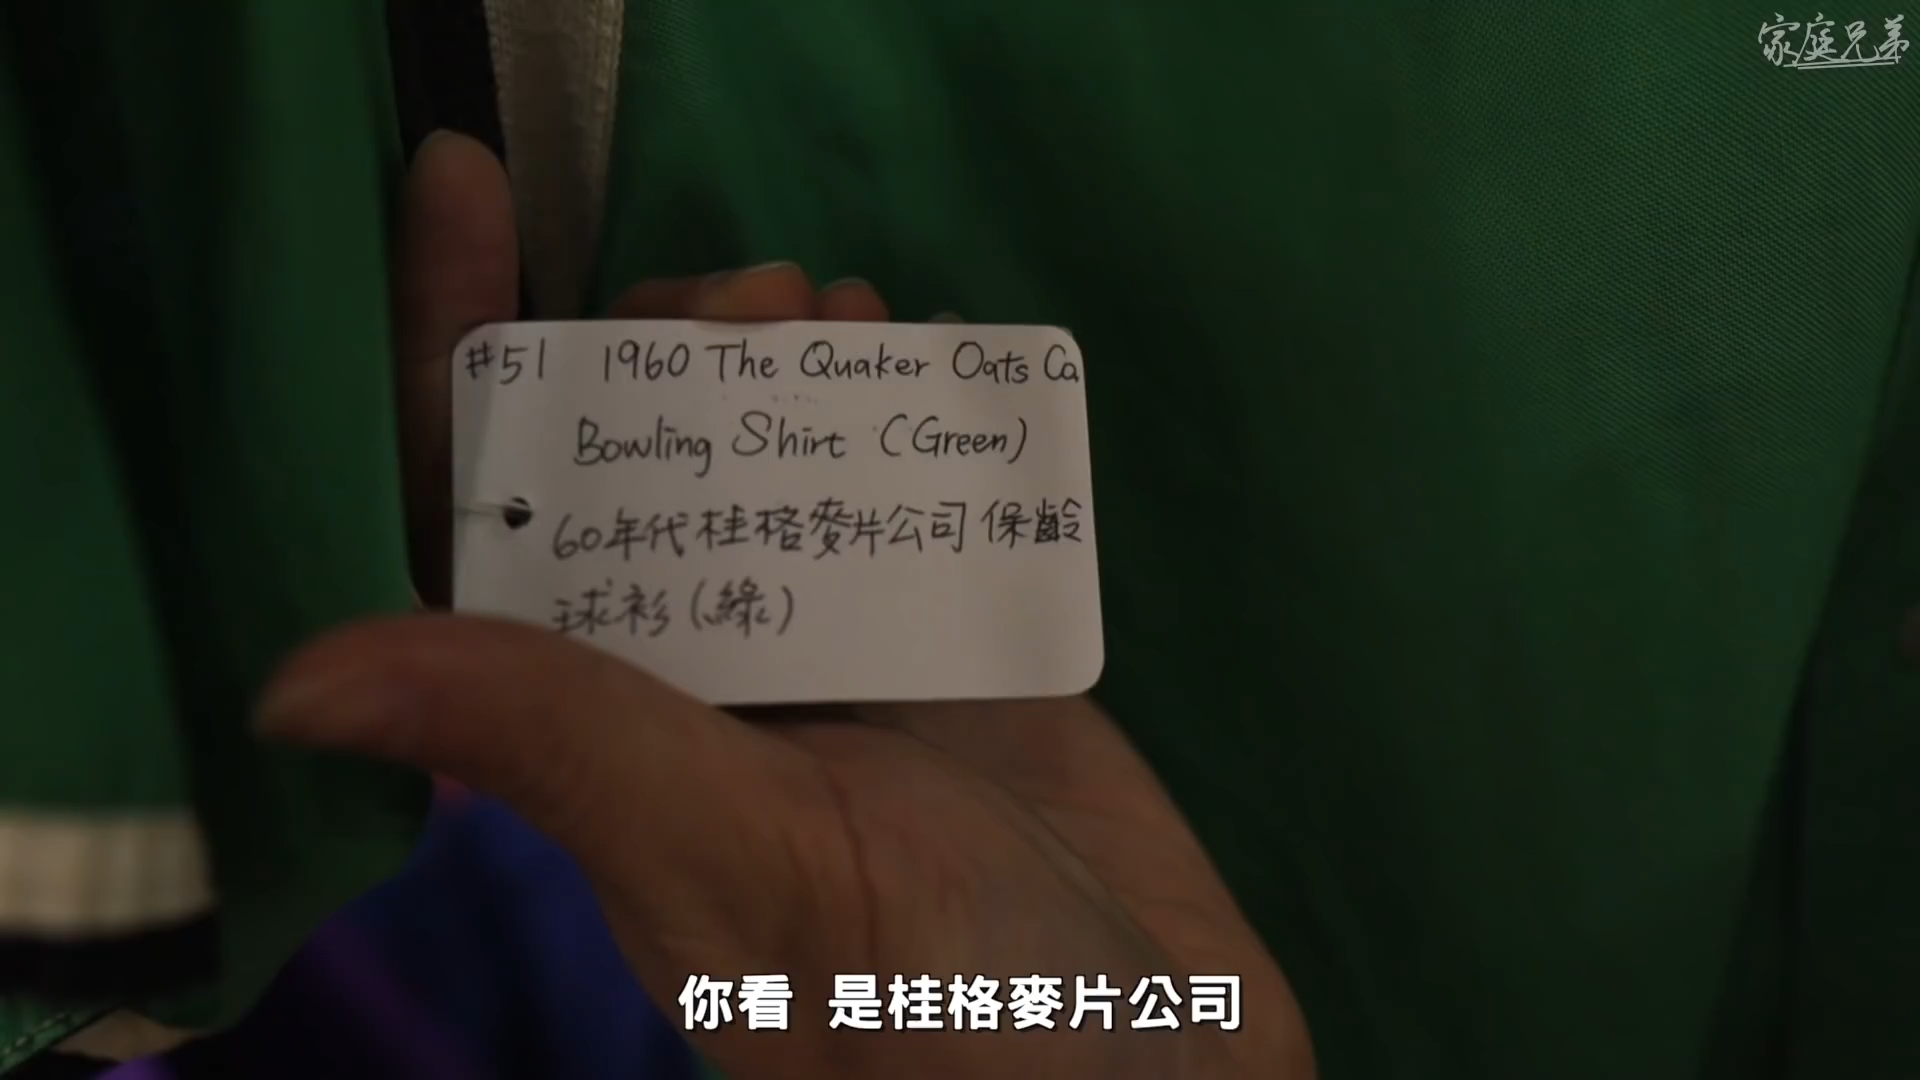 家庭兄弟
#51 1960 The Quaker Oats Co
Bowling Shirt (Green)
60年代桂格麥片公司保齡
球衫(綠)
你看 是桂格麥片公司